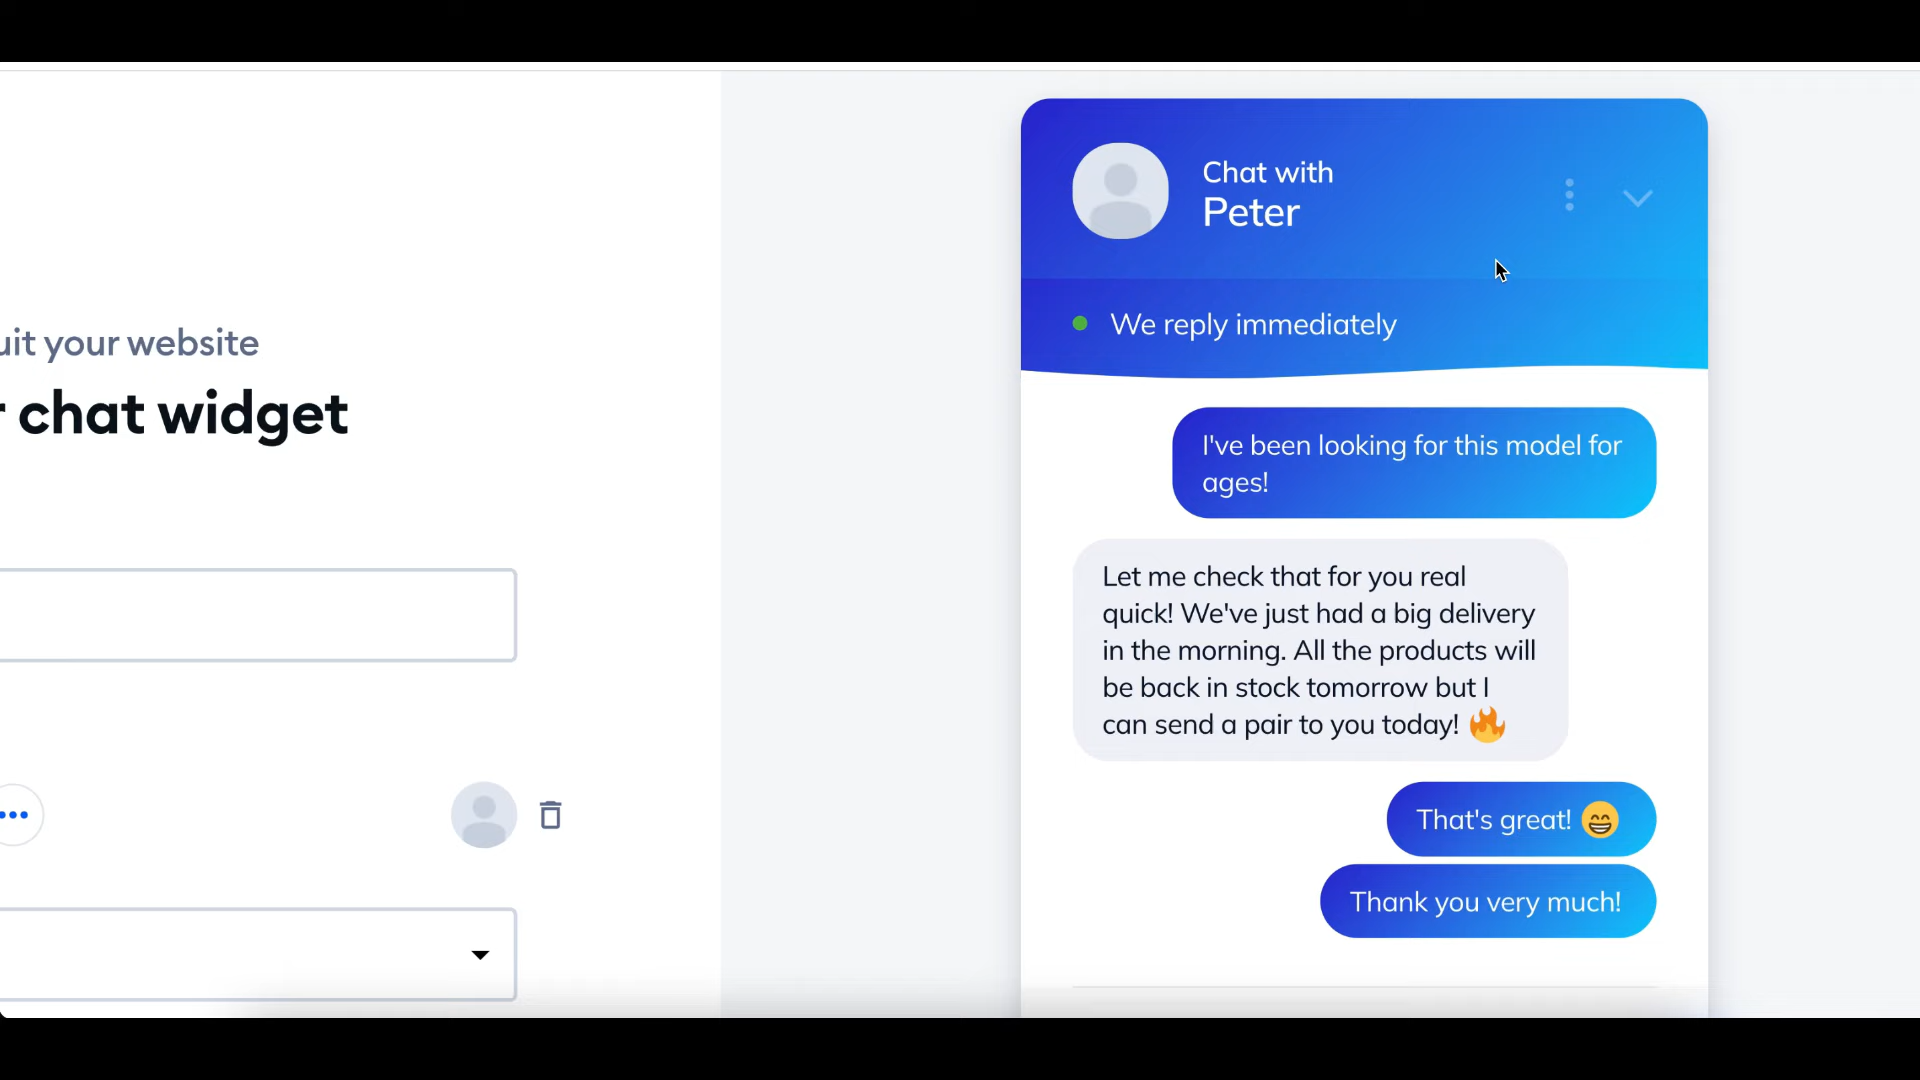 your website
chat widget
Chat with
Peter
We reply immediately
I've been looking for this model for
ages!
Let me check that for you real
quick! We've just had a big delivery
in the morning. All the products will
be back in stock tomorrow but I
can send a pair to you today! 🔥
That's great! 😁
Thank you very much!